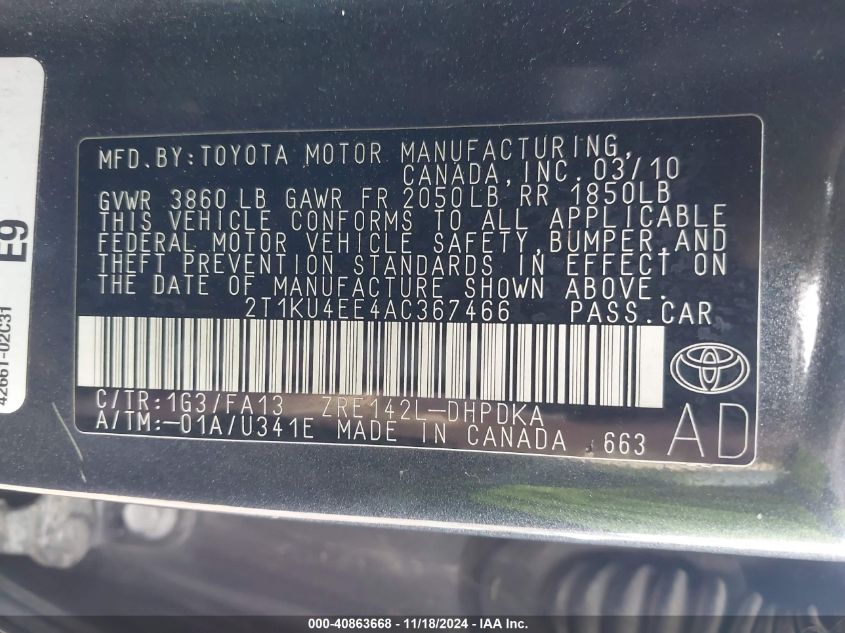 MFD.BY:TOYOTA MOTOR MANUFACTURING,
CANADA,INC.03/10
GVWR 3860 LB GAWR FR 2050LB RR 1850LB
THIS VEHICLE CONFORMS TO ALL APPLICABLE
FEDERAL MOTOR VEHICLE SAFETY,BUMPER,AND
THEFT PREVENTION STANDARDS IN EFFECT ON
THE DATE OF MANUFACTURE SHOWN ABOVE.
2T1KU4EE4AC367466 PASS.CAR
C/TR:1G3/FA13 ZRE142L-DHPDKA
A/TM:-01A/U341E MADE IN CANADA 663
AD
E9
42661-02C31
000-40863668 - 11/18/2024 - IAA Inc.